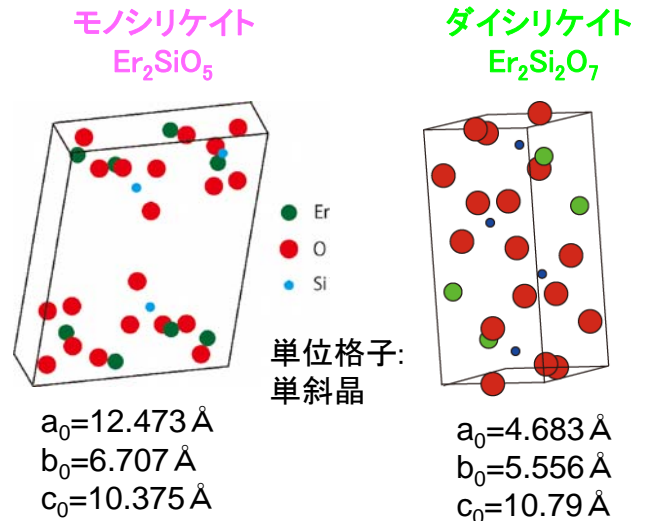 モノシリケイト
Er₂SiO₅
ダイシリケイト
Er₂Si₂O₇
Er
O
Si
単位格子:
単斜晶
a₀=12.473Å
b₀=6.707Å
c₀=10.375Å
a₀=4.683Å
b₀=5.556Å
c₀=10.79Å